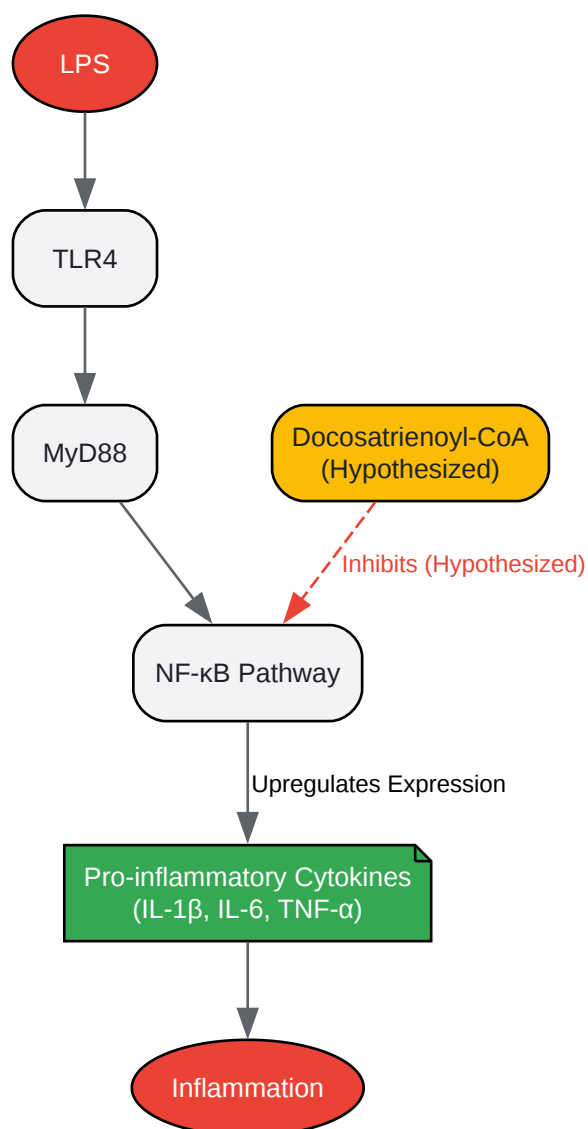 LPS
TLR4
MyD88
Docosatrienoyl-CoA
(Hypothesized)
Inhibits (Hypothesized)
NF-κB Pathway
Upregulates Expression
Pro-inflammatory Cytokines
(IL-1β, IL-6, TNF-α)
Inflammation